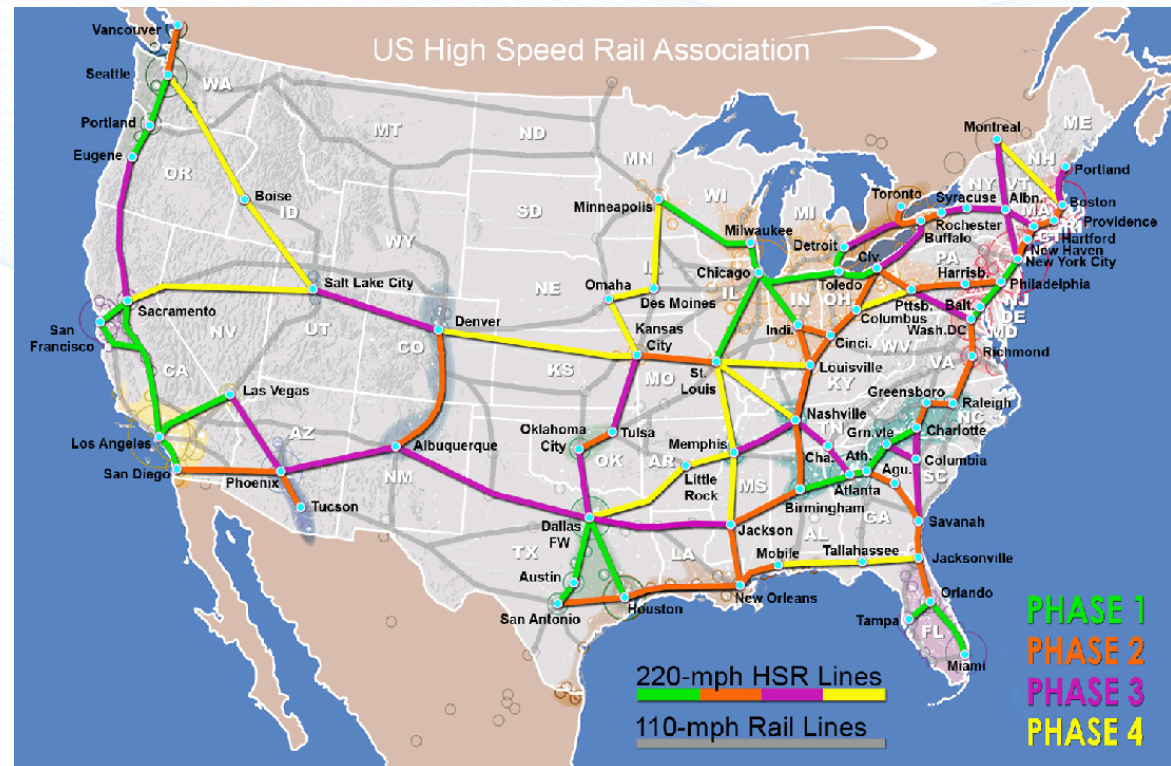 US High Speed Rail Association
Vancouver
Seattle
WA
Portland
Eugene
OR
MT
ND
MN
ID
Boise
SD
WY
WI
MI
Minneapolis
Milwaukee
Chicago
Detroit
Toronto
Montreal
ME
NH
VT
NY
Portland
Albn.
Syracuse
Rochester
Buffalo
Boston
MA
Providence
Hartford
New Haven
New York City
Philadelphia
PA
Harrisb.
Clv.
Toledo
Pttsb.
Balt.
NJ
DE
MD
Wash.DC
Columbus
OH
IN
IL
Indi.
Cinci.
WV
VA
Richmond
Salt Lake City
Sacramento
San
Francisco
NV
UT
CA
NE
Omaha
Des Moines
Denver
CO
Kansas
City
KS
MO
St.
Louis
Louisville
KY
Greensboro
Raleigh
NC
Las Vegas
Los Angeles
San Diego
AZ
Phoenix
Tucson
Albuquerque
NM
Oklahoma
City
Tulsa
OK
AR
Memphis
Little
Rock
Nashville
TN
Cha.
Grn.vle
Ath.
Agu.
Charlotte
Columbia
SC
Atlanta
Birmingham
MS
AL
GA
Savanah
Dallas
FW
TX
Jackson
LA
Mobile
Tallahassee
Jacksonville
Austin
San Antonio
Houston
New Orleans
Orlando
Tampa
FL
Miami
220-mph HSR Lines
110-mph Rail Lines
PHASE 1
PHASE 2
PHASE 3
PHASE 4